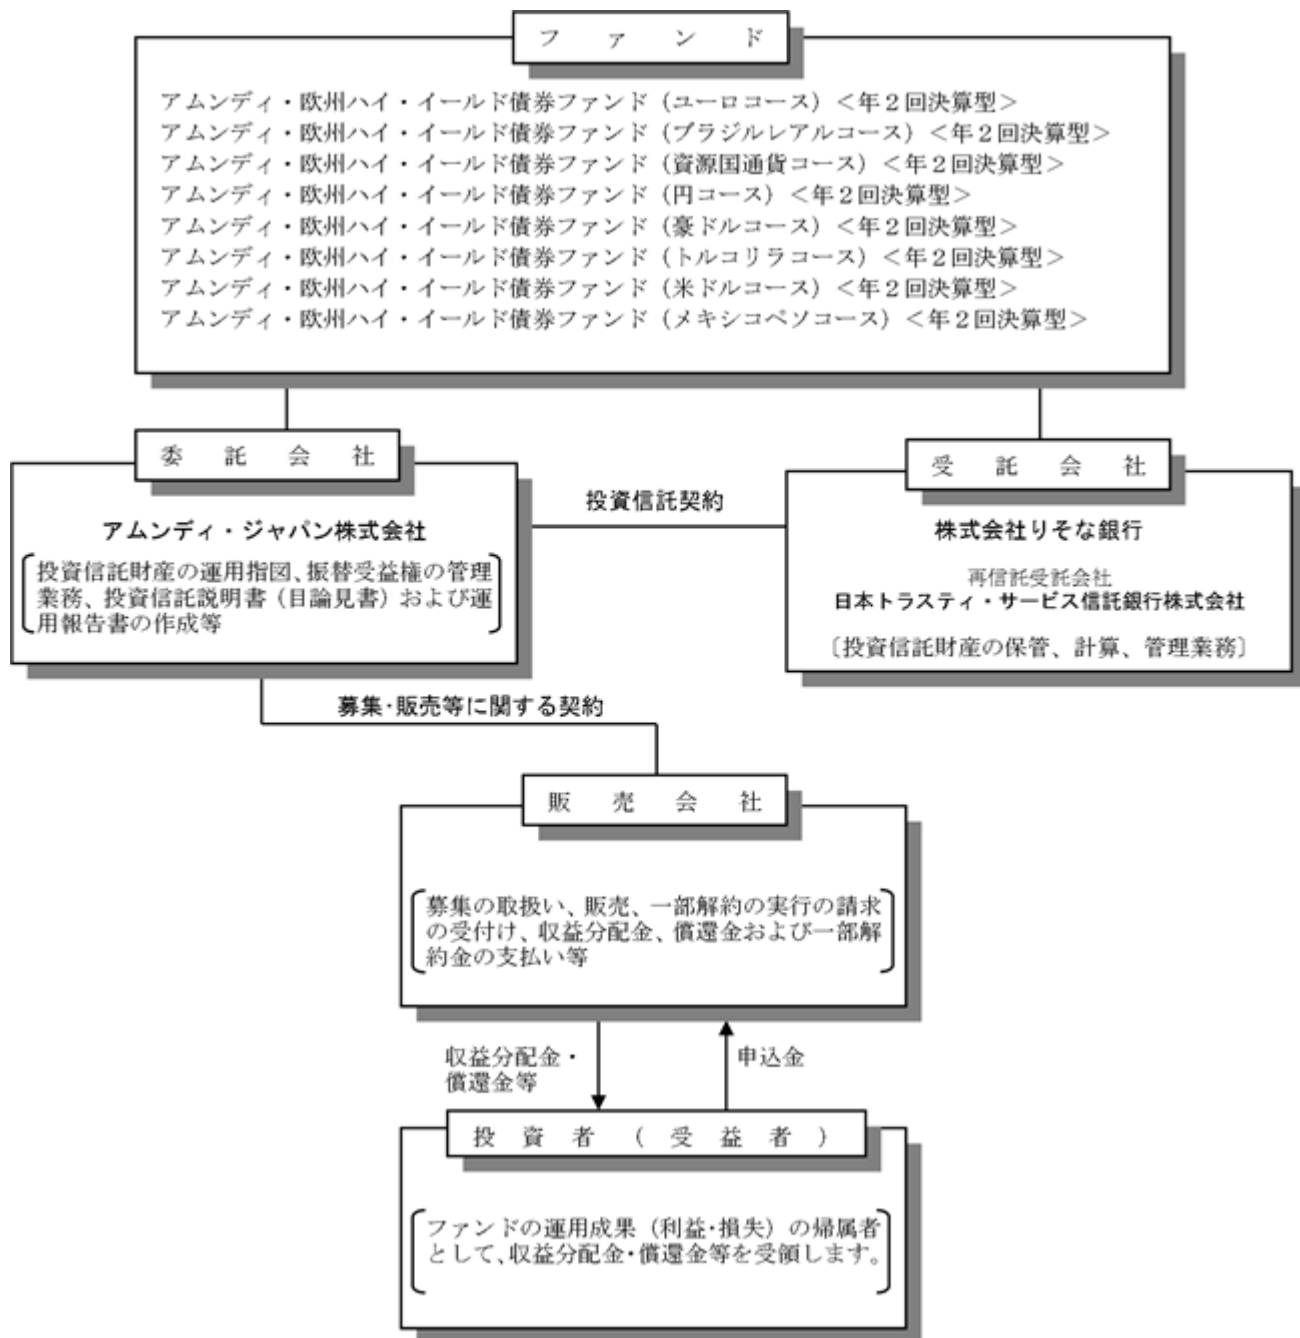 ファンド
アムンディ・欧州ハイ・イールド債券ファンド（ユーロコース）＜年２回決算型＞
アムンディ・欧州ハイ・イールド債券ファンド（ブラジルレアルコース）＜年２回決算型＞
アムンディ・欧州ハイ・イールド債券ファンド（資源国通貨コース）＜年２回決算型＞
アムンディ・欧州ハイ・イールド債券ファンド（円コース）＜年２回決算型＞
アムンディ・欧州ハイ・イールド債券ファンド（豪ドルコース）＜年２回決算型＞
アムンディ・欧州ハイ・イールド債券ファンド（トルコリラコース）＜年２回決算型＞
アムンディ・欧州ハイ・イールド債券ファンド（米ドルコース）＜年２回決算型＞
アムンディ・欧州ハイ・イールド債券ファンド（メキシコペソコース）＜年２回決算型＞
委託会社
アムンディ・ジャパン株式会社
投資信託財産の運用指図、振替受益権の管理
業務、投資信託説明書（目論見書）および運
用報告書の作成等
投資信託契約
受託会社
株式会社りそな銀行
再信託受託会社
日本トラスティ・サービス信託銀行株式会社
〔投資信託財産の保管、計算、管理業務〕
募集・販売等に関する契約
販売会社
募集の取扱い、販売、一部解約の実行の請求
の受付け、収益分配金、償還金および一部解
約金の支払い等
収益分配金・
償還金等
申込金
投資者（受益者）
ファンドの運用成果（利益・損失）の帰属者
として、収益分配金・償還金等を受領します。